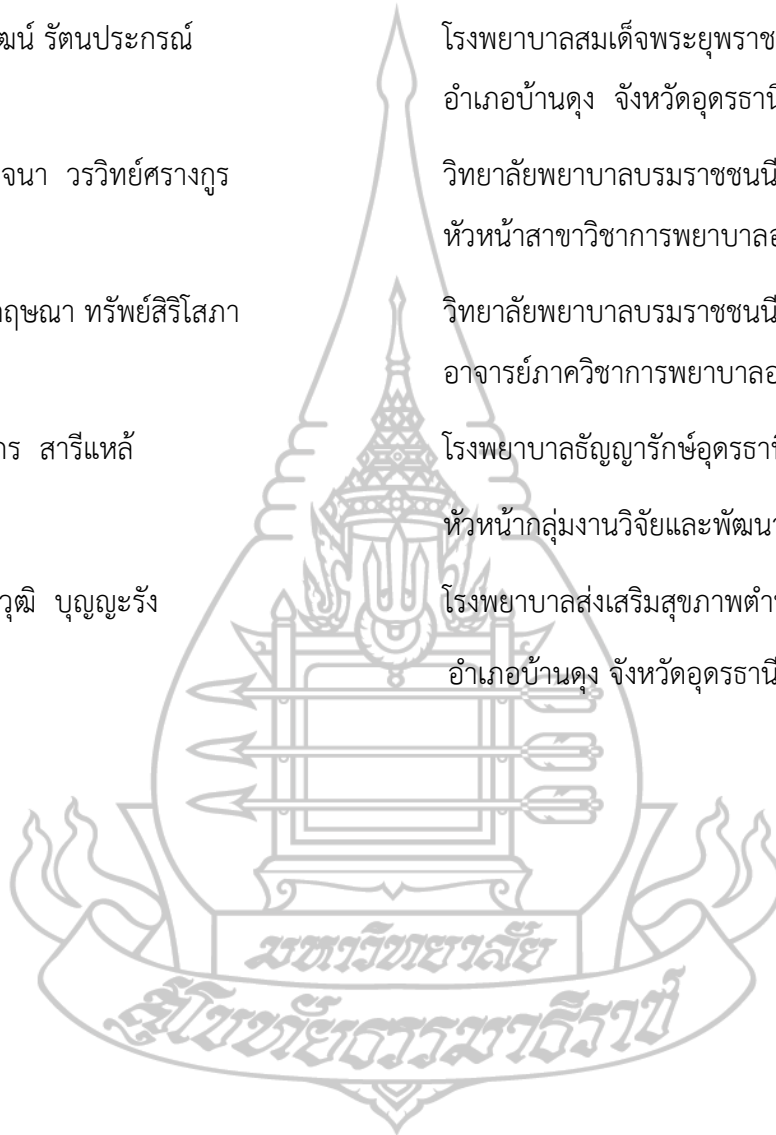 ฒน์ รัตนประกรณ์ โรงพยาบาลสมเด็จพระยุพราช
อำเภอบ้านดุง จังหวัดอุดรธานี
จนา วรวิทย์ศรางกูร วิทยาลัยพยาบาลบรมราชชนนี
หัวหน้าสาขาวิชาการพยาบาล
กฤษณา ทรัพย์สิริโสภา วิทยาลัยพยาบาลบรมราชชนนี
อาจารย์ภาควิชาการพยาบาล
กร สารีแหล้ โรงพยาบาลธัญญารักษ์อุดรธานี
หัวหน้ากลุ่มงานวิจัยและพัฒนา
วุฒิ บุญญะรัง โรงพยาบาลส่งเสริมสุขภาพตำ
อำเภอบ้านดุง จังหวัดอุดรธานี
มหาวิทยาลัย
สุโขทัยธรรมาธิราช